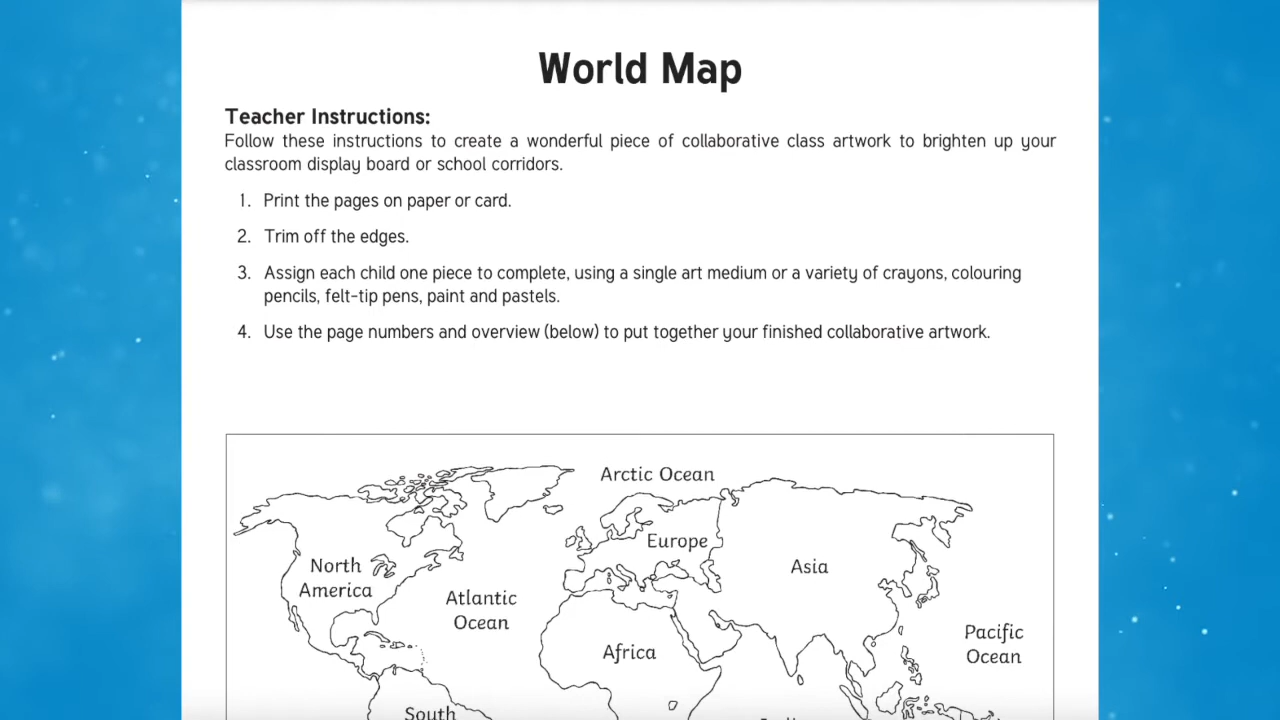 World Map
Teacher Instructions:
Follow these instructions to create a wonderful piece of collaborative class artwork to brighten up your
classroom display board or school corridors.
1. Print the pages on paper or card.
2. Trim off the edges.
3. Assign each child one piece to complete, using a single art medium or a variety of crayons, colouring
pencils, felt-tip pens, paint and pastels.
4. Use the page numbers and overview (below) to put together your finished collaborative artwork.
Arctic Ocean
Europe
North
America
Asia
Atlantic
Ocean
Africa
Pacific
Ocean
South